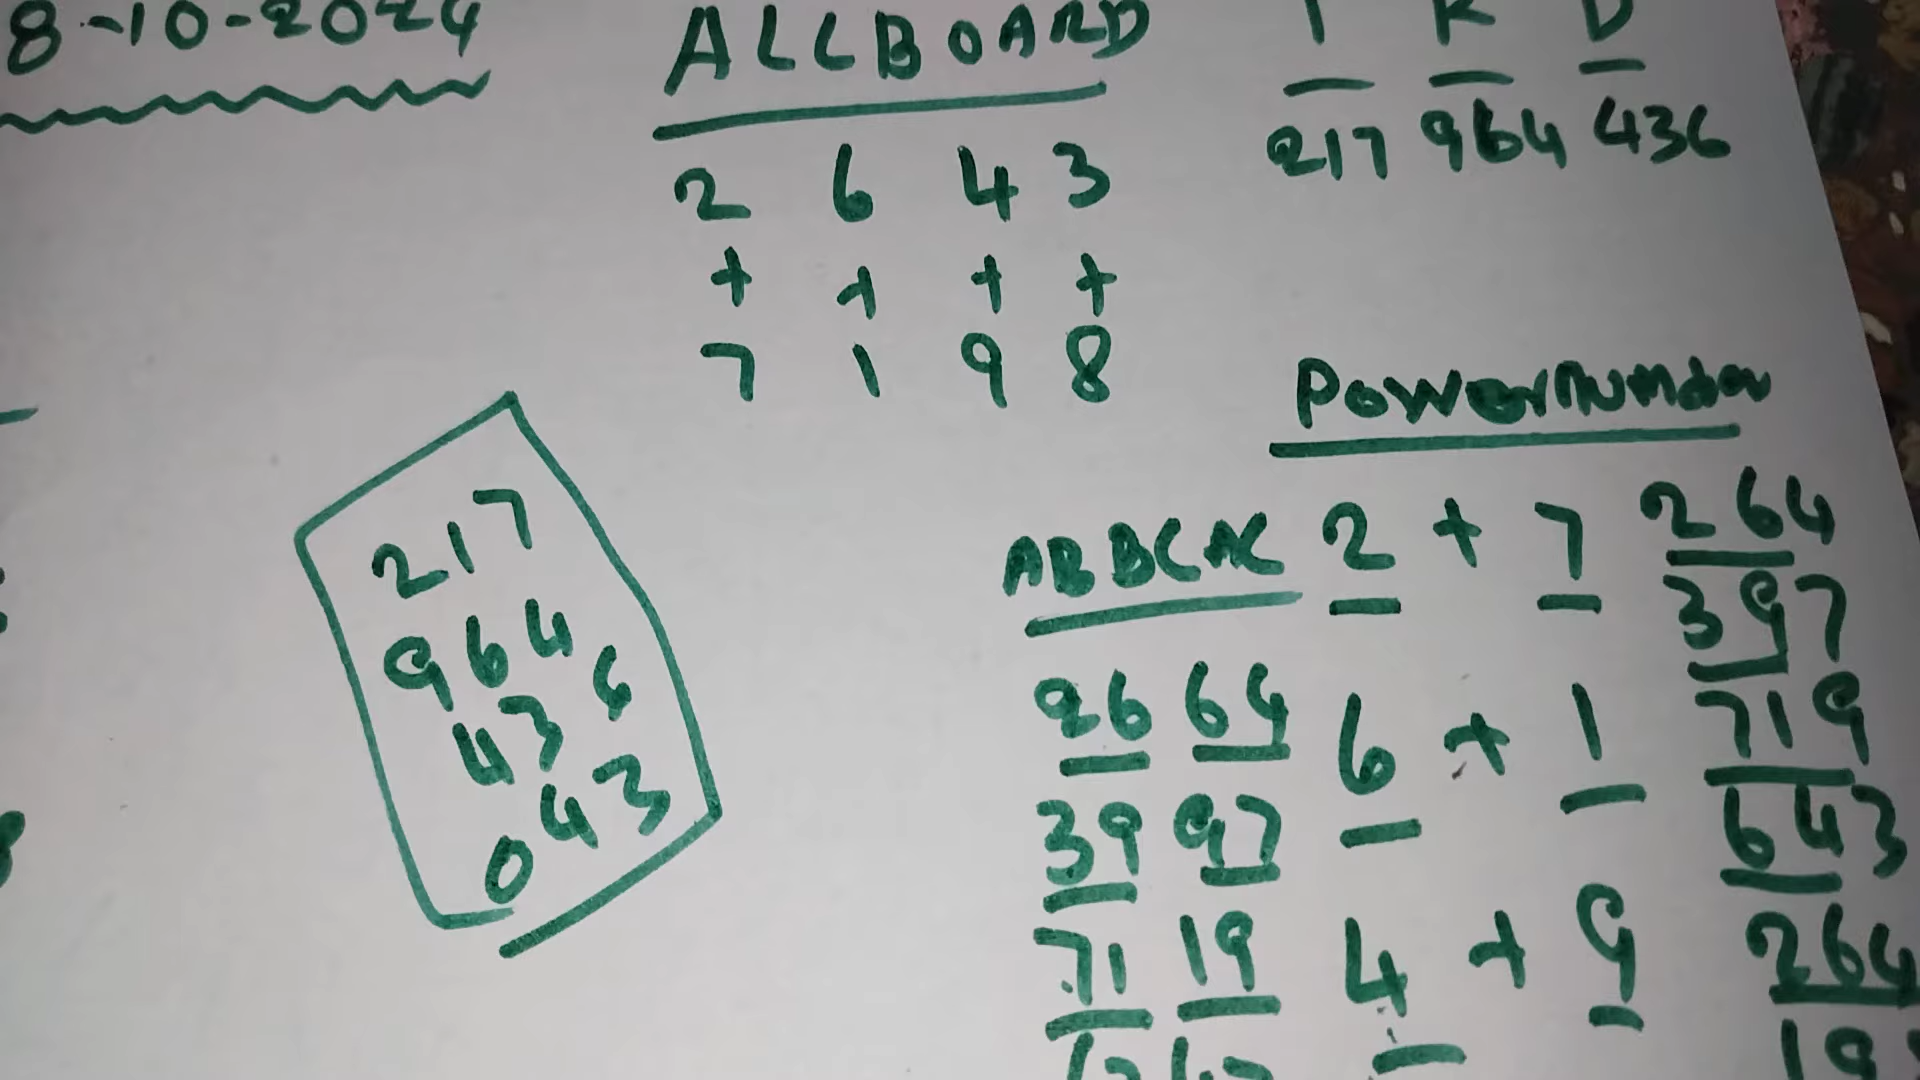 8-10-2024
ALLBOARD
2 6 4 3
+ + + +
7 1 9 8
217 964 436
217
964
436
043
Powernumber
ABBCAC 2 + 7 264
397
26 64 6 + 1 719
39 97 643
71 19 4 + 9 264